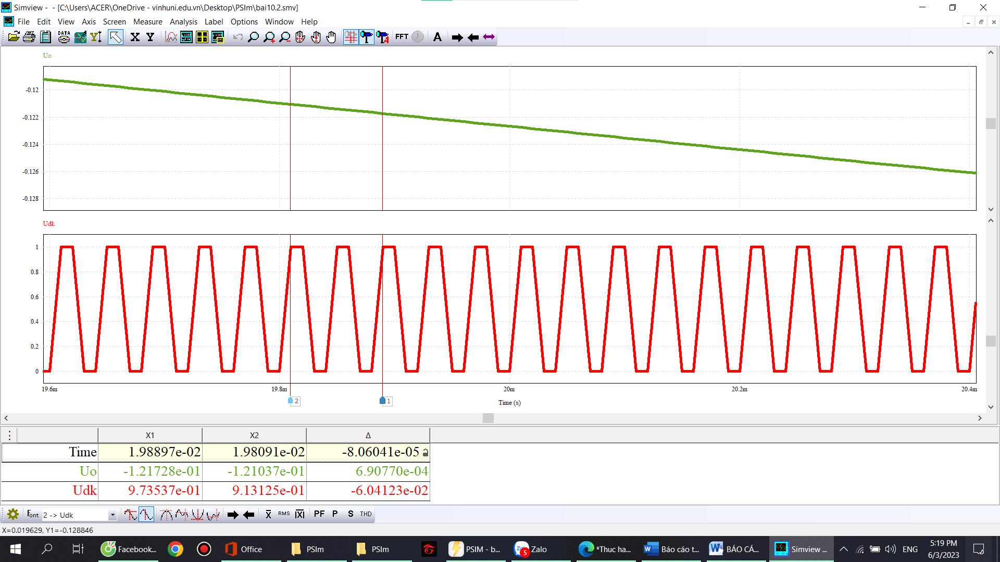 Simview - - [C:\Users\ACER\OneDrive - vinhuni.edu.vn\Desktop\PSIm\bai10.2.smv]
File Edit View Axis Screen Measure Analysis Label Options Window Help
DATA X Y FFT A
Uo
-0.12
-0.122
-0.124
-0.126
-0.128
Udk
1
0.8
0.6
0.4
0.2
0
19.6m 19.8m 20m 20.2m 20.4m
2 1
Time (s)
X1 X2 Δ
Time 1.98897e-02 1.98091e-02 -8.06041e-05
Uo -1.21728e-01 -1.21037e-01 6.90770e-04
Udk 9.73537e-01 9.13125e-01 -6.04123e-02
Font 2 -> Udk x RMS |X| PF P S THD
X=0.019629, Y1=-0.128846
Facebook... Office PSIm PSIm PSIM - b... 5 Zalo *Thuc ha... Báo cáo t... BÁO CÁ... Simview ... ENG
5:19 PM
6/3/2023